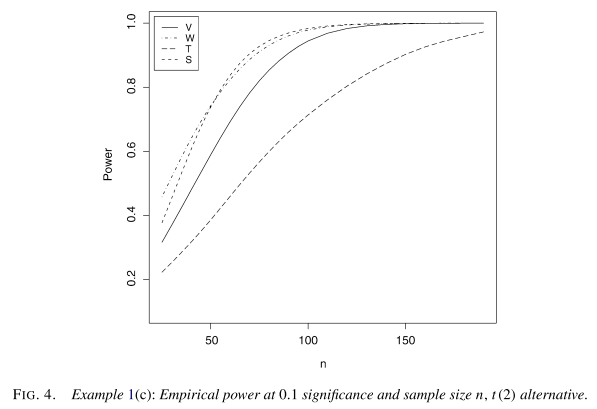 V
W
T
S
1.0
0.8
0.6
0.4
0.2
Power
50
100
150
n
FIG. 4. Example 1(c): Empirical power at 0.1 significance and sample size n, t(2) alternative.